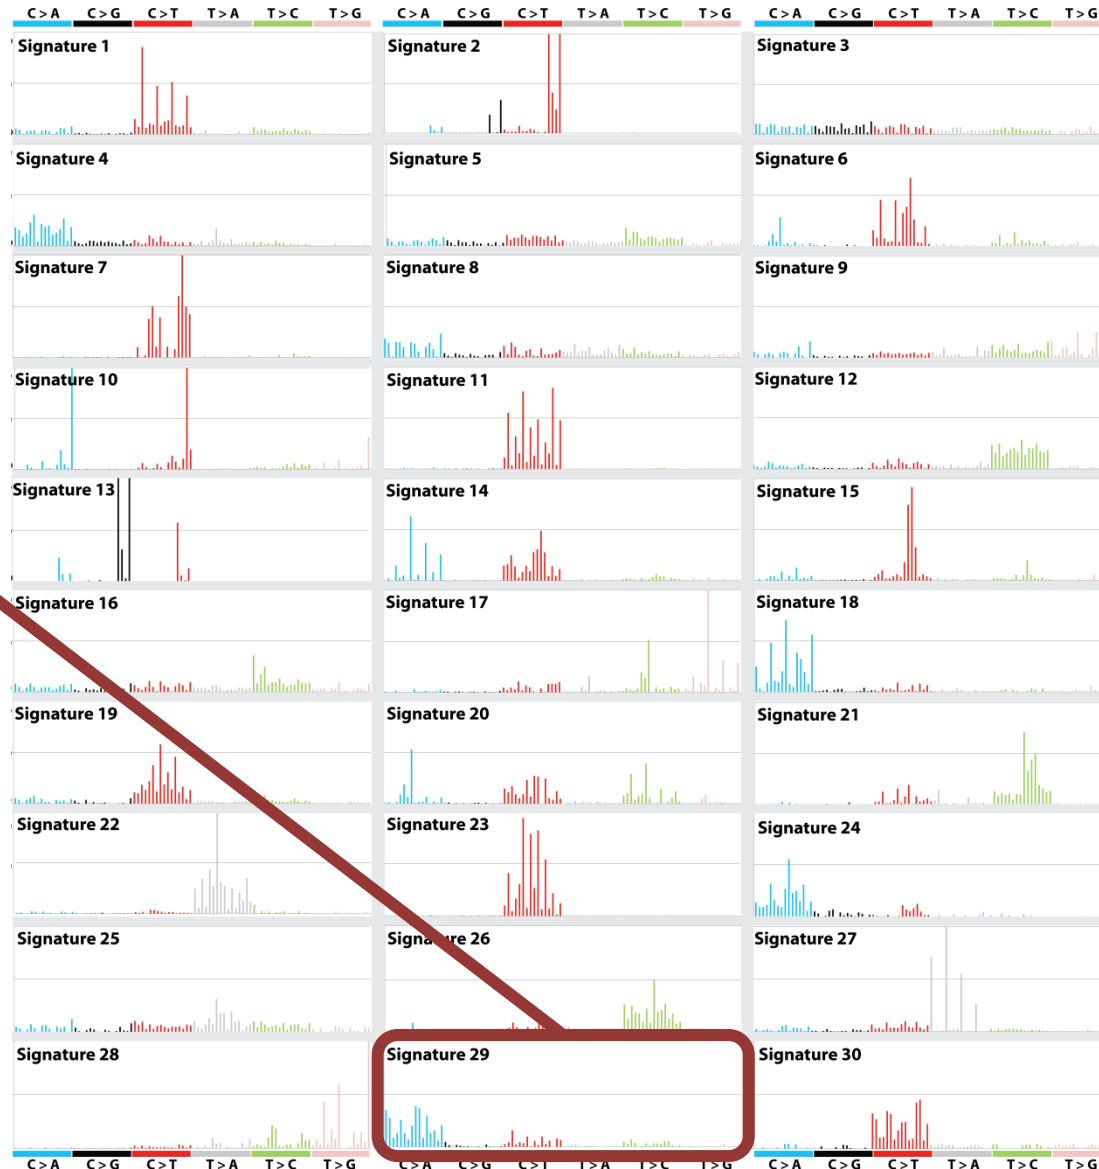 C>A C>G C>T T>A T>C T>G C>A C>G C>T T>A T>C T>G C>A C>G C>T T>A T>C T>G
Signature 1 Signature 2 Signature 3
Signature 4 Signature 5 Signature 6
Signature 7 Signature 8 Signature 9
Signature 10 Signature 11 Signature 12
Signature 13 Signature 14 Signature 15
Signature 16 Signature 17 Signature 18
Signature 19 Signature 20 Signature 21
Signature 22 Signature 23 Signature 24
Signature 25 Signature 26 Signature 27
Signature 28 Signature 29 Signature 30
C>A C>G C>T T>A T>C T>G C>A C>G C>T T>A T>C T>G C>A C>G C>T T>A T>C T>G